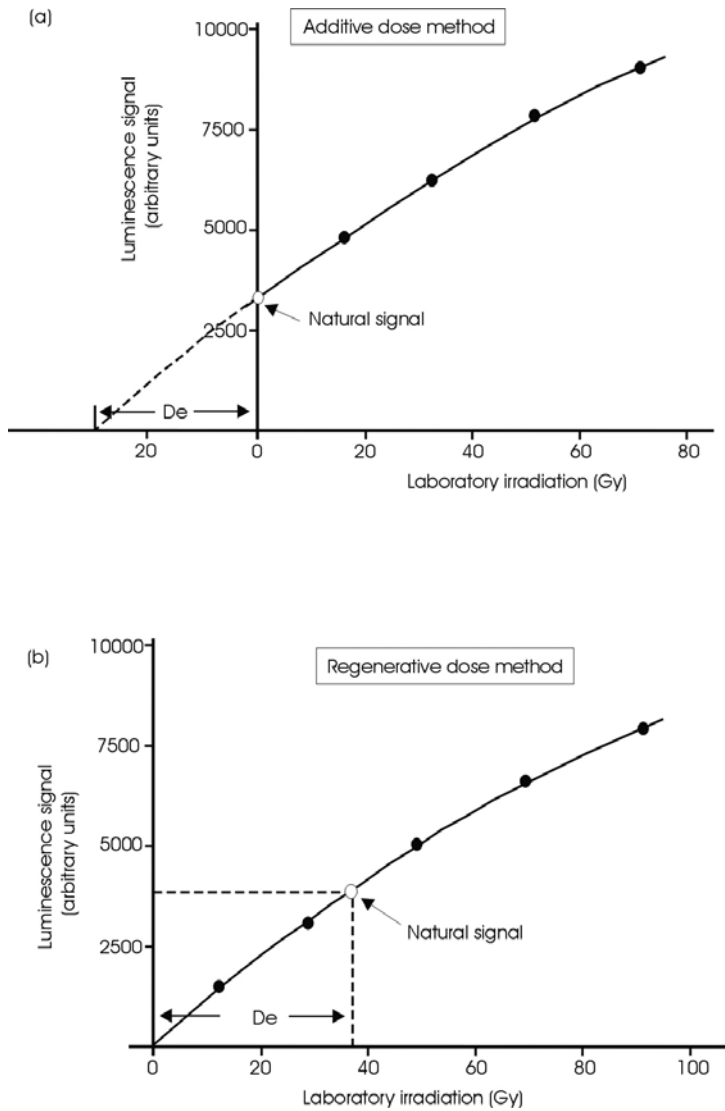 (a)
Additive dose method
Luminescence signal
(arbitrary units)
10000
7500
5000
2500
Natural signal
De
20
0
20
40
60
80
Laboratory irradiation (Gy)
(b)
Regenerative dose method
Luminescence signal
(arbitrary units)
10000
7500
5000
2500
Natural signal
De
0
20
40
60
80
100
Laboratory irradiation (Gy)